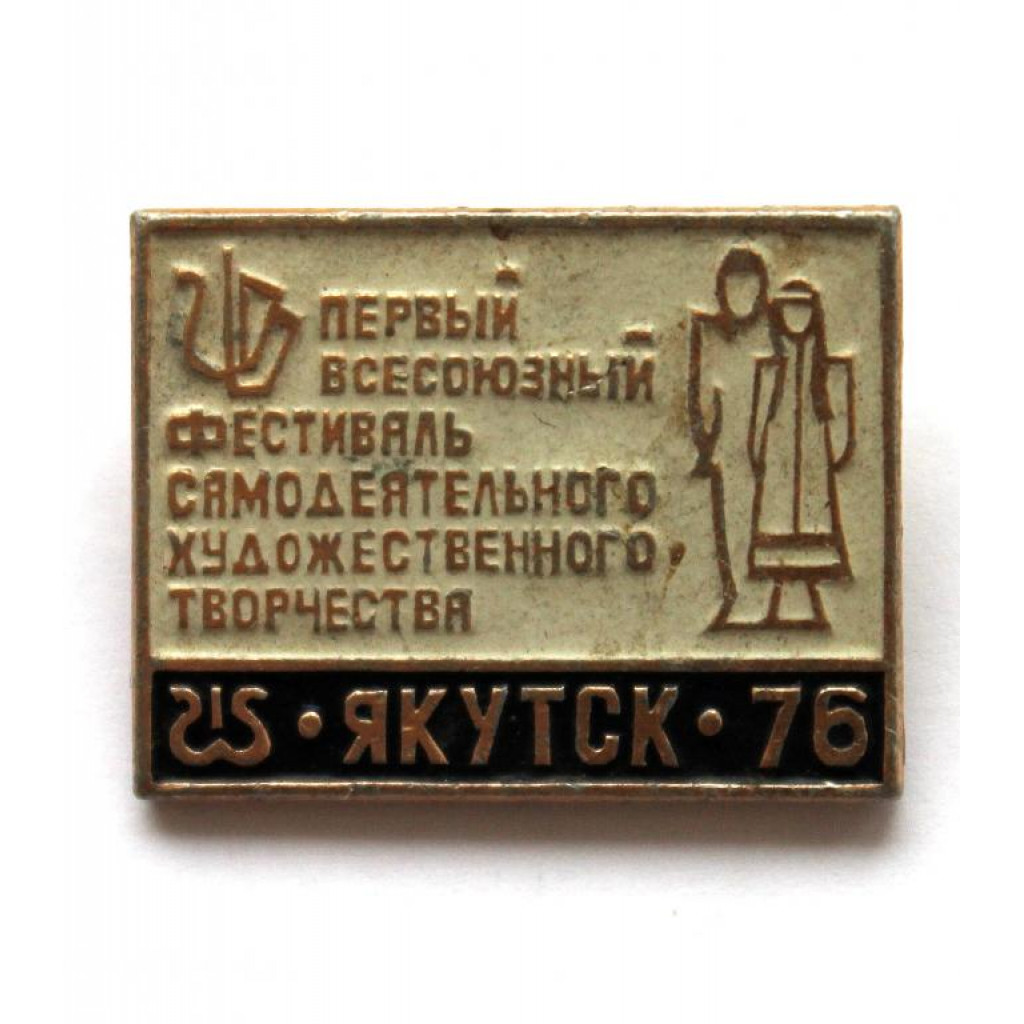 ПЕРВЫЙ
ВСЕСОЮЗНЫЙ
ФЕСТИВАЛЬ
САМОДЕЯТЕЛЬНОГО
ХУДОЖЕСТВЕННОГО
ТВОРЧЕСТВА
· ЯКУТСК · 76